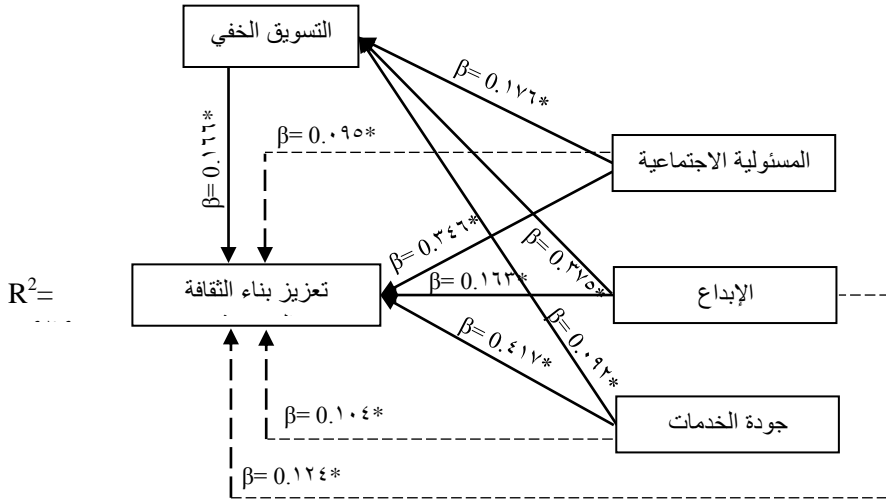 التسويق الخفي
β= 0.١٧٦*
β= 0.١٦٦*
β= 0.٠٩٥*
المسئولية الاجتماعية
β= 0.٣٤٦*
β= 0.٣٧٥*
تعزيز بناء الثقافة
R²=
β= 0.١٦٣*
الإبداع
β= 0.٠٩٢*
β= 0.٤١٧*
β= 0.١٠٤*
جودة الخدمات
β= 0.١٢٤*